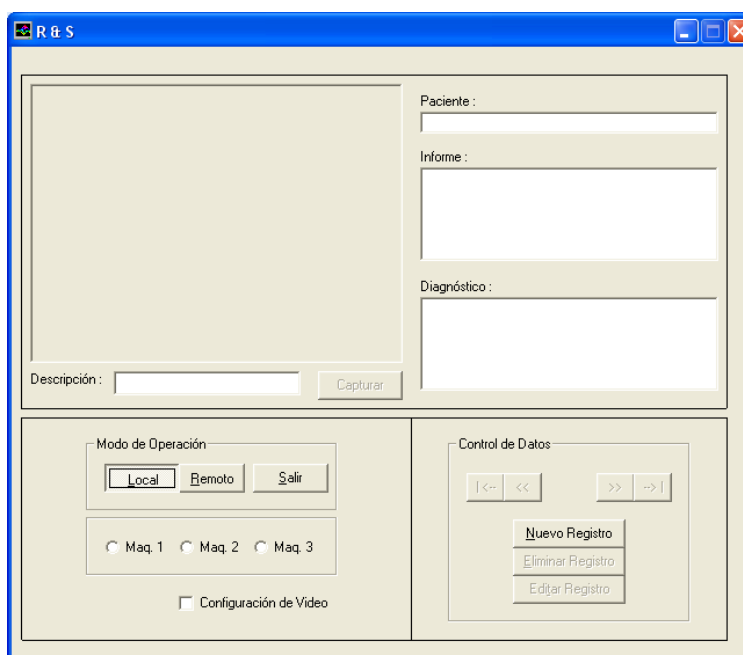 R & S
Paciente :
Informe :
Diagnóstico :
Descripción :
Capturar
Modo de Operación
Local Remoto Salir
Maq. 1 Maq. 2 Maq. 3
Configuración de Video
Control de Datos
|<-- << >> -->|
Nuevo Registro
Eliminar Registro
Editar Registro